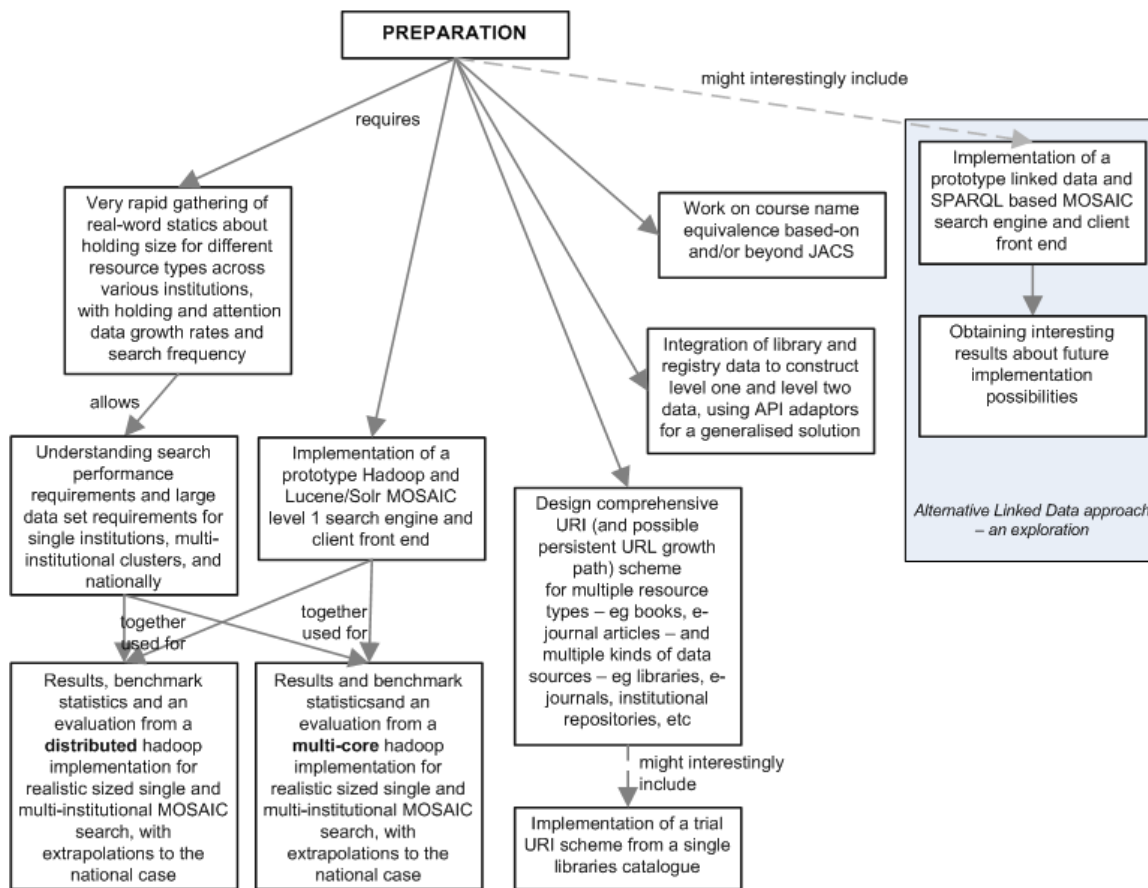 PREPARATION
might interestingly include
requires
Very rapid gathering of
real-word statics about
holding size for different
resource types across
various institutions,
with holding and attention
data growth rates and
search frequency
Work on course name
equivalence based-on
and/or beyond JACS
Implementation of a
prototype linked data and
SPARQL based MOSAIC
search engine and client
front end
Integration of library and
registry data to construct
level one and level two
data, using API adaptors
for a generalised solution
Obtaining interesting
results about future
implementation
possibilities
allows
Understanding search
performance
requirements and large
data set requirements for
single institutions, multi-
institutional clusters, and
nationally
Implementation of a
prototype Hadoop and
Lucene/Solr MOSAIC
level 1 search engine and
client front end
Design comprehensive
URI (and possible
persistent URL growth
path) scheme
for multiple resource
types – eg books, e-
journal articles – and
multiple kinds of data
sources – eg libraries, e-
journals, institutional
repositories, etc
Alternative Linked Data approach
– an exploration
together
used for
together
used for
Results, benchmark
statistics and an
evaluation from a
distributed hadoop
implementation for
realistic sized single and
multi-institutional MOSAIC
search, with
extrapolations to the
national case
Results and benchmark
statisticsand an
evaluation from a
multi-core hadoop
implementation for
realistic sized single and
multi-institutional MOSAIC
search, with
extrapolations to the
national case
might interestingly
include
Implementation of a trial
URI scheme from a single
libraries catalogue